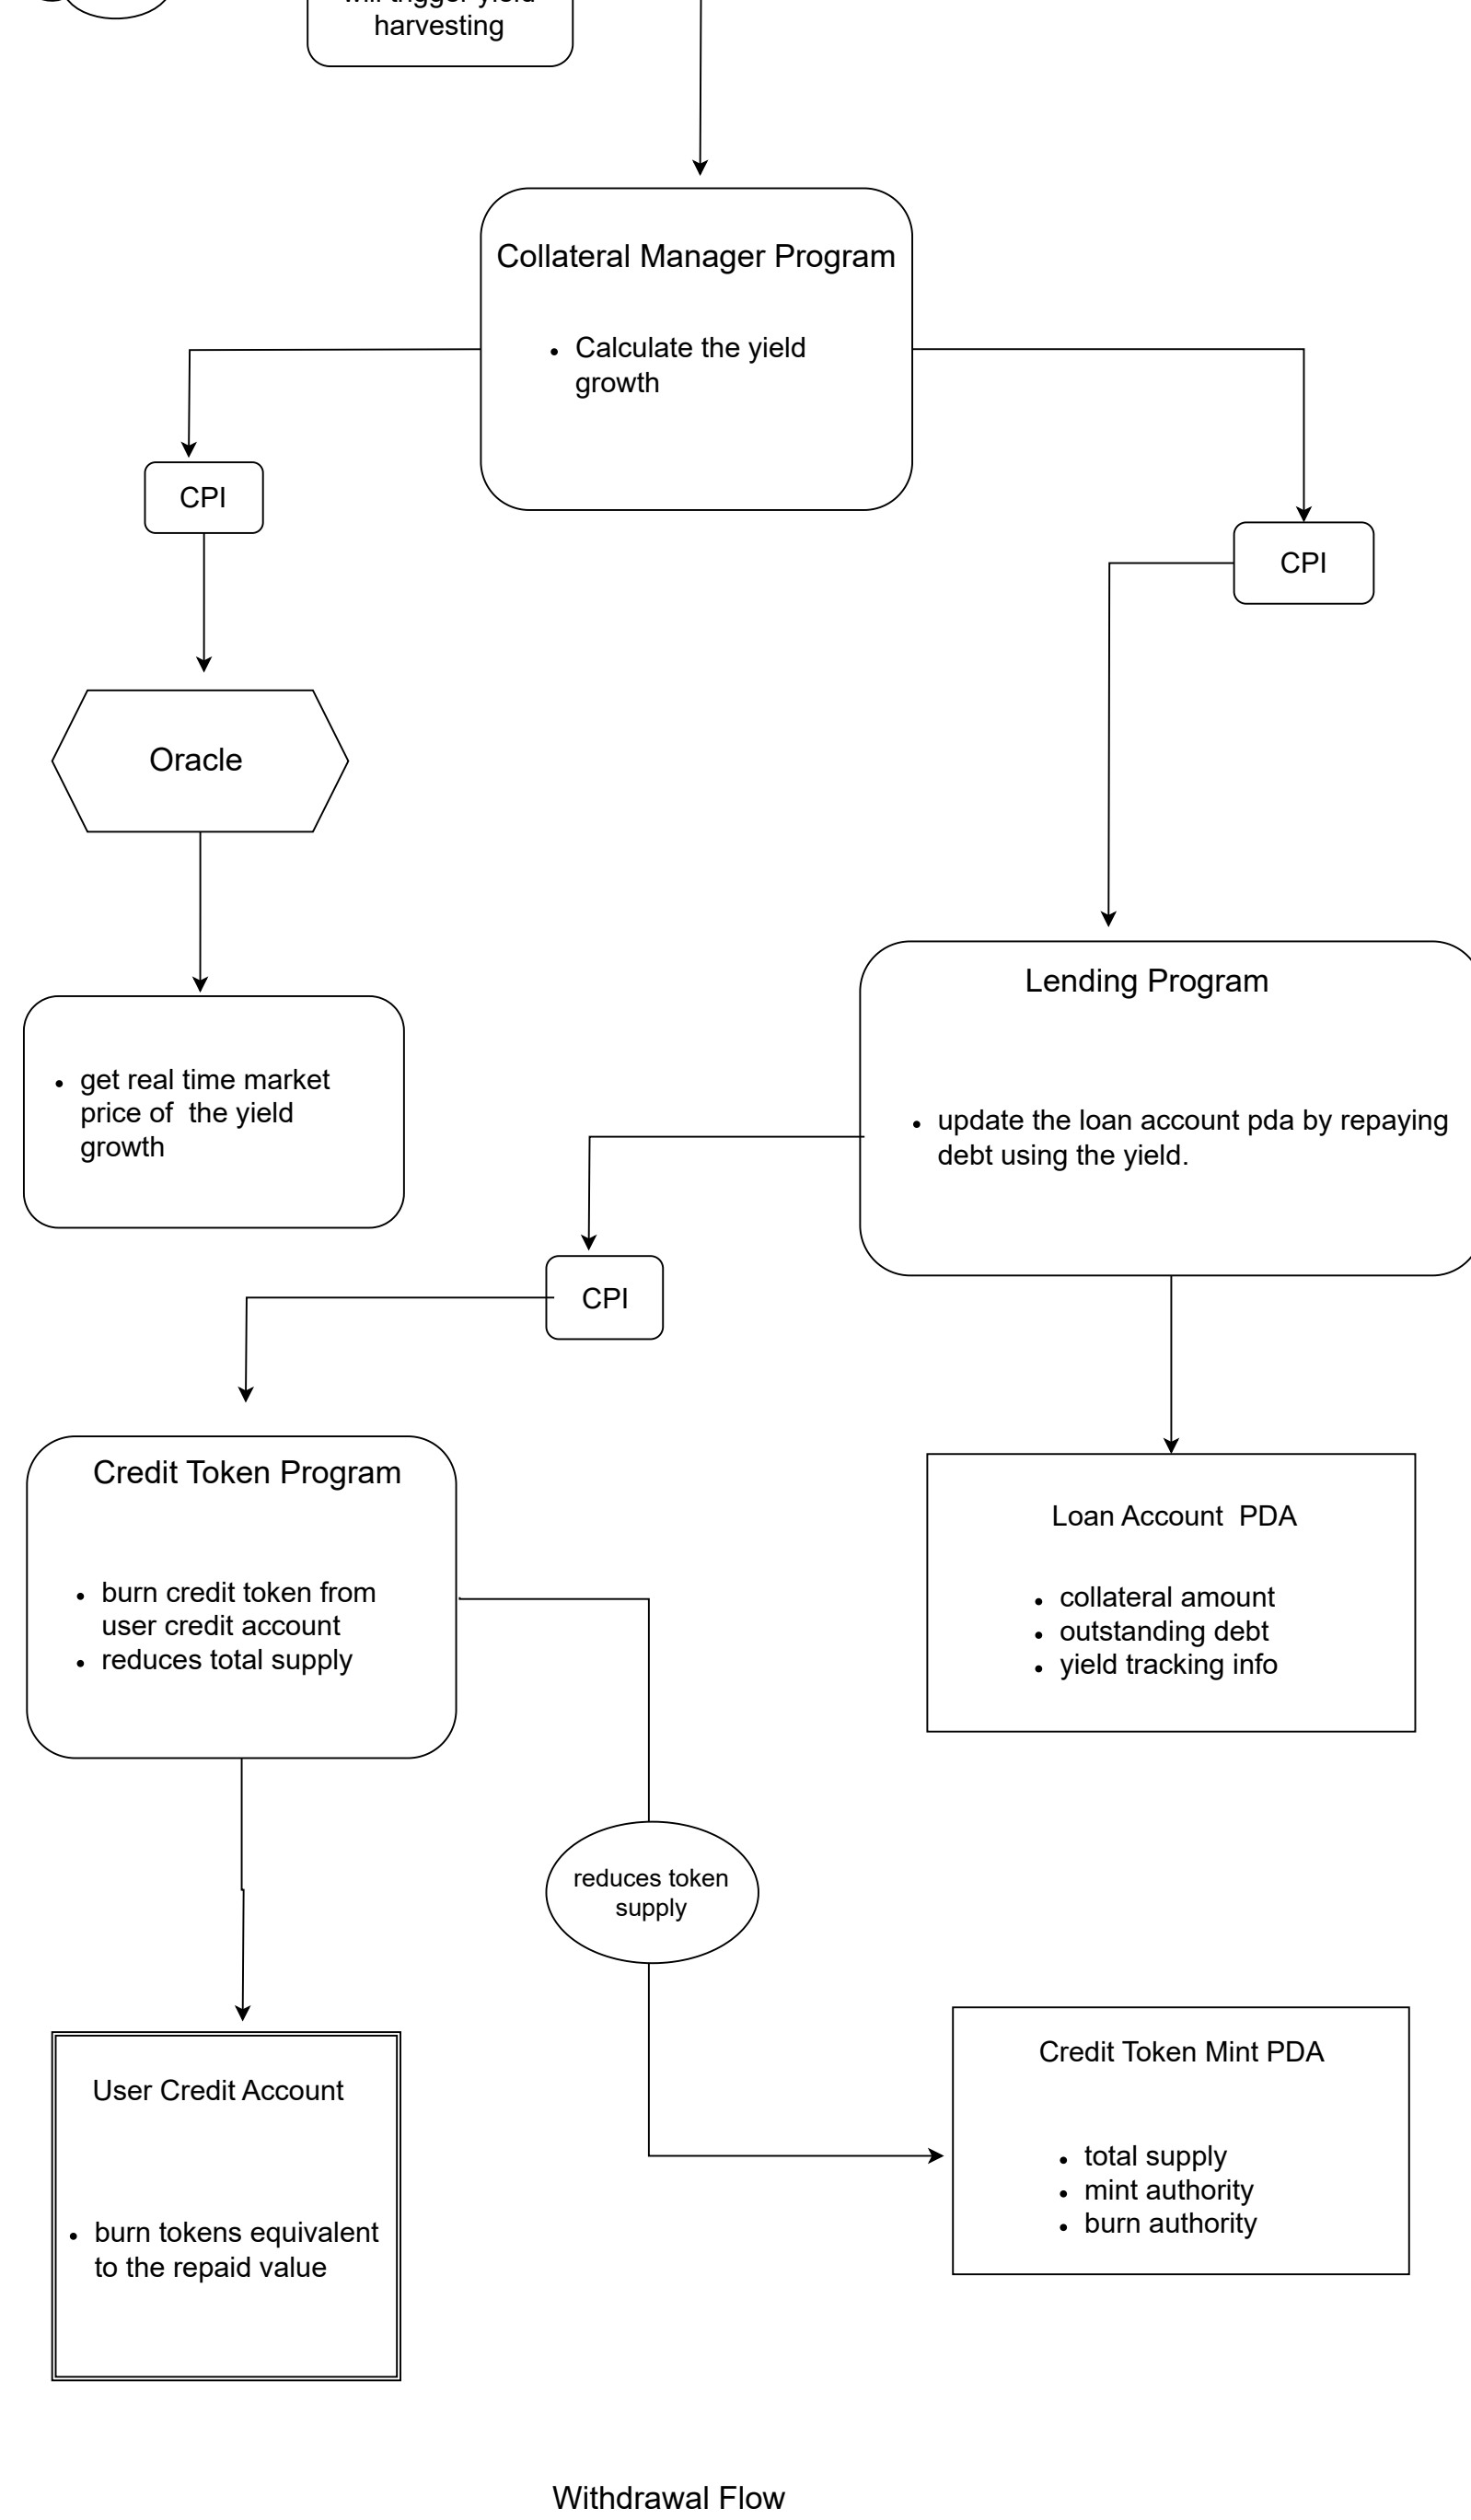 will trigger yield
harvesting
Collateral Manager Program
• Calculate the yield
growth
CPI
CPI
Oracle
Lending Program
• get real time market
price of  the yield
growth
• update the loan account pda by repaying
debt using the yield.
CPI
Credit Token Program
• burn credit token from
user credit account
• reduces total supply
Loan Account  PDA
• collateral amount
• outstanding debt
• yield tracking info
reduces token
supply
User Credit Account
• burn tokens equivalent
to the repaid value
Credit Token Mint PDA
• total supply
• mint authority
• burn authority
Withdrawal Flow